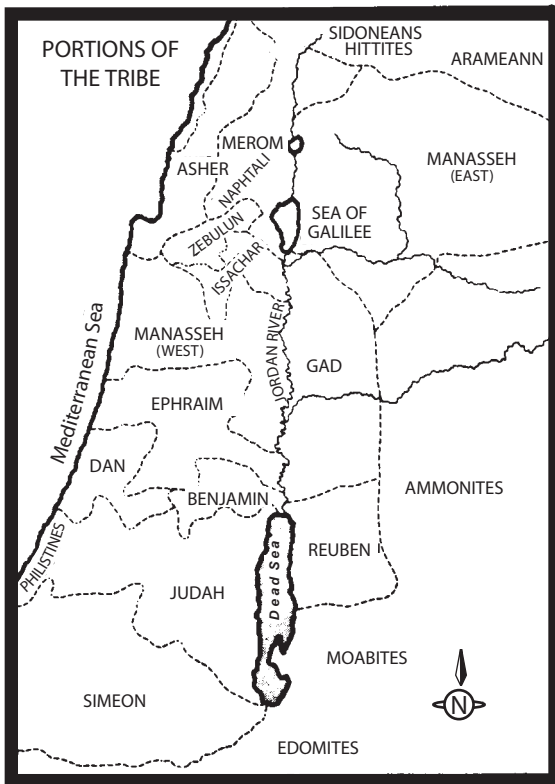 PORTIONS OF
THE TRIBE
SIDONEANS
HITTITES
ARAMEANN
MEROM
ASHER
NAPHTALI
MANASSEH
(EAST)
SEA OF
GALILEE
ZEBULUN
ISSACHAR
Mediterranean Sea
MANASSEH
(WEST)
JORDAN RIVER
GAD
EPHRAIM
DAN
BENJAMIN
AMMONITES
PHILISTINES
Dead Sea
REUBEN
JUDAH
MOABITES
SIMEON
N
EDOMITES